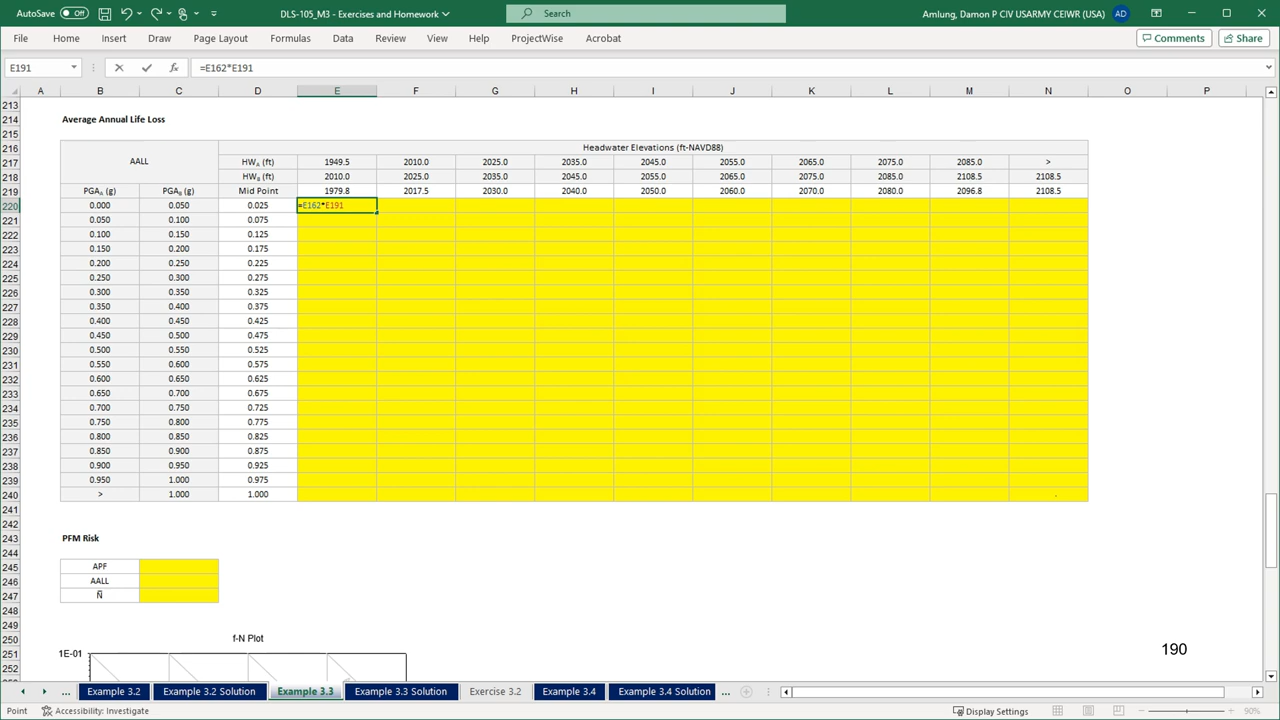 AutoSave Off DLS-105_M3 - Exercises and Homework Search Amlung, Damon P CIV USARMY CEIWR (USA) AD
File Home Insert Draw Page Layout Formulas Data Review View Help ProjectWise Acrobat Comments Share
E191 fx =E162*E191
A B C D E F G H I J K L M N O P
213
214 Average Annual Life Loss
215
216 Headwater Elevations (ft-NAVD88)
AALL
217 HWA (ft) 1949.5 2010.0 2025.0 2035.0 2045.0 2055.0 2065.0 2075.0 2085.0 >
218 HWB (ft) 2010.0 2025.0 2035.0 2045.0 2055.0 2065.0 2075.0 2085.0 2108.5 2108.5
219 PGAA (g) PGAB (g) Mid Point 1979.8 2017.5 2030.0 2040.0 2050.0 2060.0 2070.0 2080.0 2096.8 2108.5
220 0.000 0.050 0.025 =E162*E191
221 0.050 0.100 0.075
222 0.100 0.150 0.125
223 0.150 0.200 0.175
224 0.200 0.250 0.225
225 0.250 0.300 0.275
226 0.300 0.350 0.325
227 0.350 0.400 0.375
228 0.400 0.450 0.425
229 0.450 0.500 0.475
230 0.500 0.550 0.525
231 0.550 0.600 0.575
232 0.600 0.650 0.625
233 0.650 0.700 0.675
234 0.700 0.750 0.725
235 0.750 0.800 0.775
236 0.800 0.850 0.825
237 0.850 0.900 0.875
238 0.900 0.950 0.925
239 0.950 1.000 0.975
240 > 1.000 1.000
241
242
243 PFM Risk
244
245 APF
246 AALL
247 Ñ
248
249
250 f-N Plot
251 1E-01
252
190
... Example 3.2 Example 3.2 Solution Example 3.3 Example 3.3 Solution Exercise 3.2 Example 3.4 Example 3.4 Solution ...
Point Accessibility: Investigate Display Settings 90%